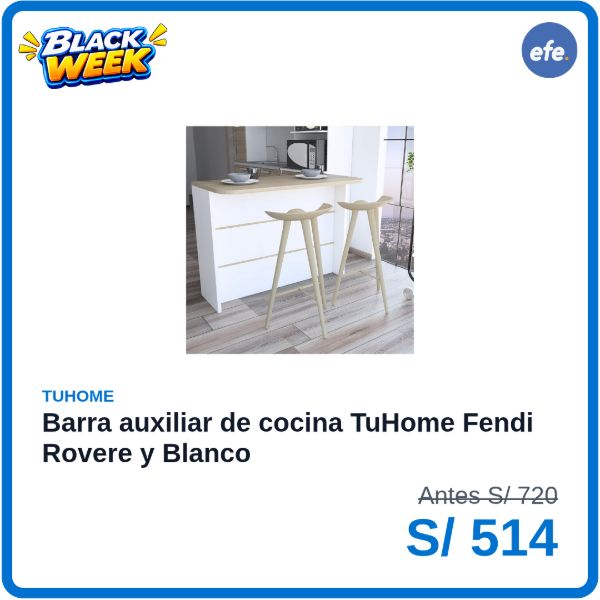 BLACK
WEEK
efe.
TUHOME
Barra auxiliar de cocina TuHome Fendi
Rovere y Blanco
Antes S/ 720
S/ 514